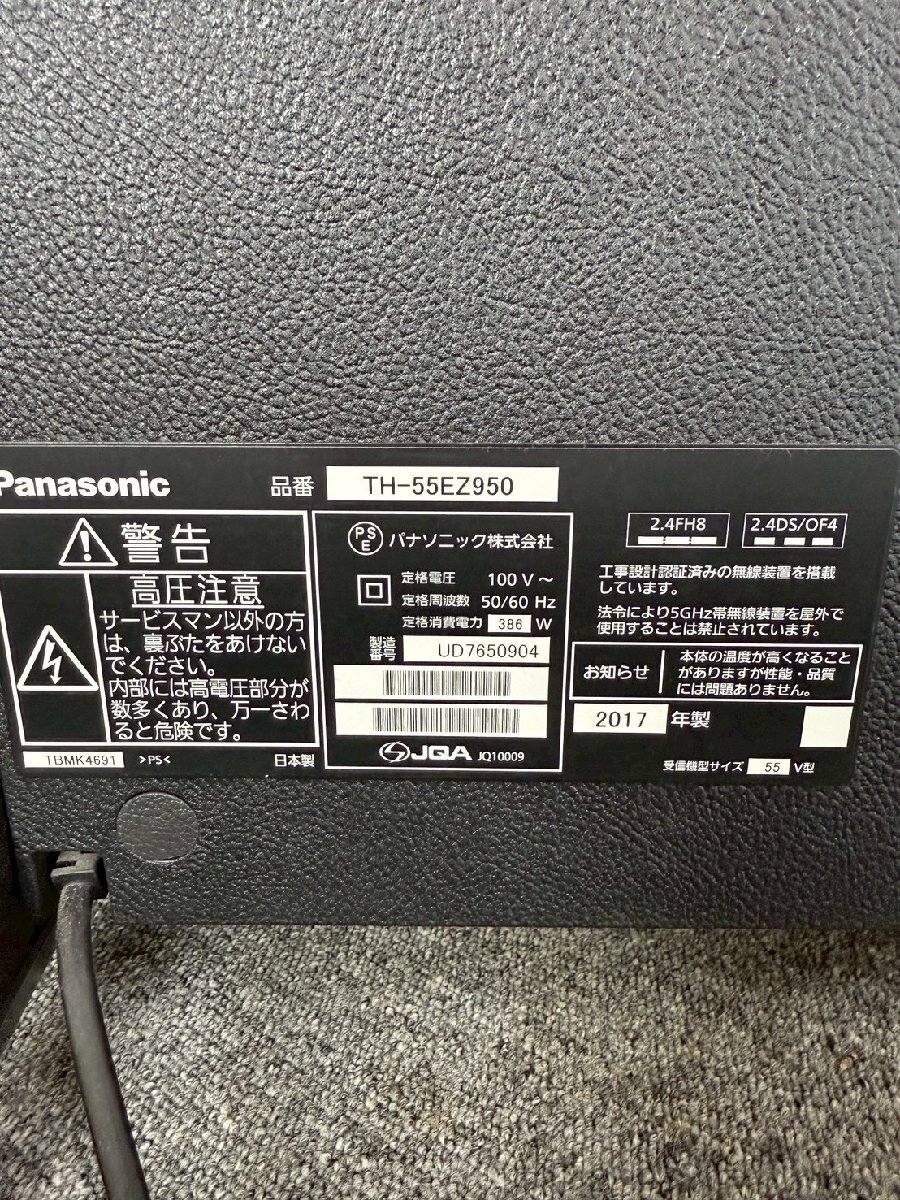 Panasonic
品番 TH-55EZ950
警告
高圧注意
サービスマン以外の方
は、裏ぶたをあけない
でください。
内部には高電圧部分が
数多くあり、万一さわ
ると危険です。
TBMK4691 >PS< 日本製
PSE パナソニック株式会社
定格電圧 100 V～
定格周波数 50/60 Hz
定格消費電力 386 W
製造
番号 UD7650904
JQA JQ10009
2.4FH8 2.4DS/OF4
工事設計認証済みの無線装置を搭載
しています。
法令により5GHz帯無線装置を屋外で
使用することは禁止されています。
お知らせ
本体の温度が高くなること
がありますが性能・品質
には問題ありません。
2017 年製
受信機型サイズ 55 V型